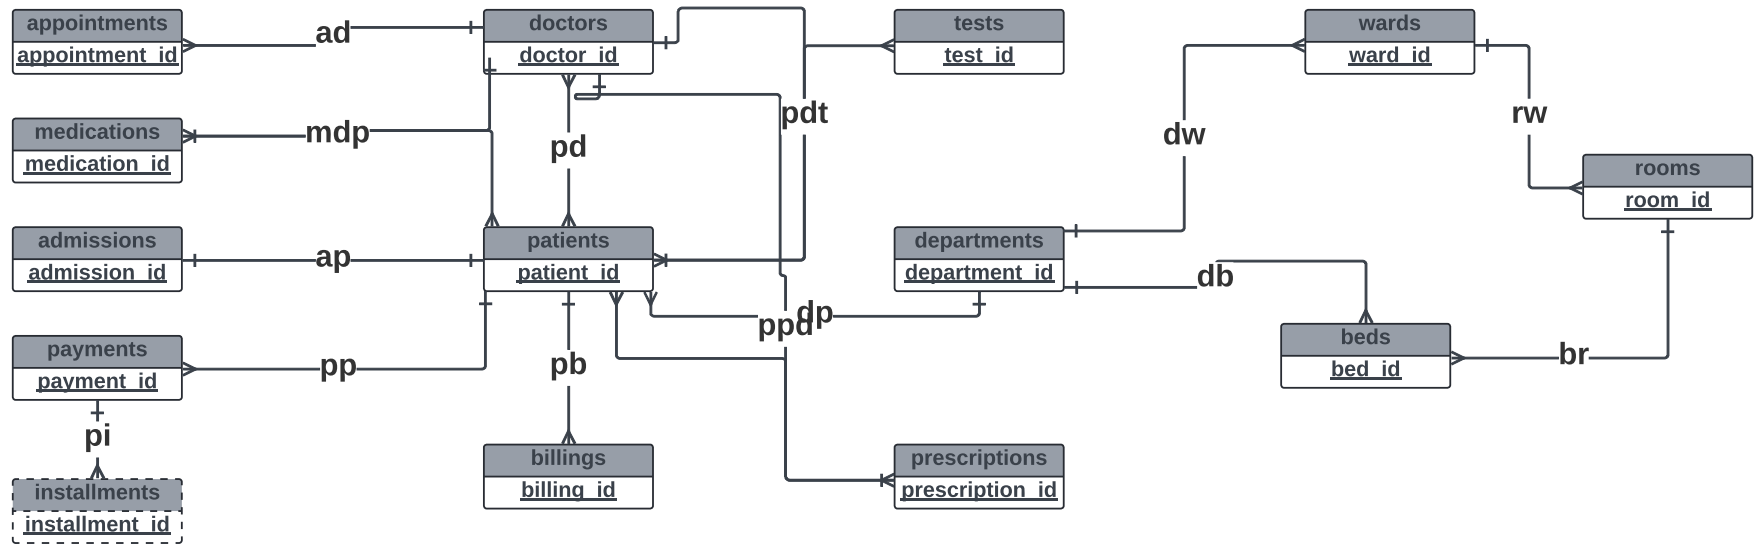 appointments
appointment_id
ad
doctors
doctor_id
tests
test_id
wards
ward_id
medications
medication_id
mdp
pd
pdt
dw
rw
rooms
room_id
admissions
admission_id
ap
patients
patient_id
departments
department_id
db
dp
ppd
payments
payment_id
pp
pb
beds
bed_id
br
pi
billings
billing_id
prescriptions
prescription_id
installments
installment_id